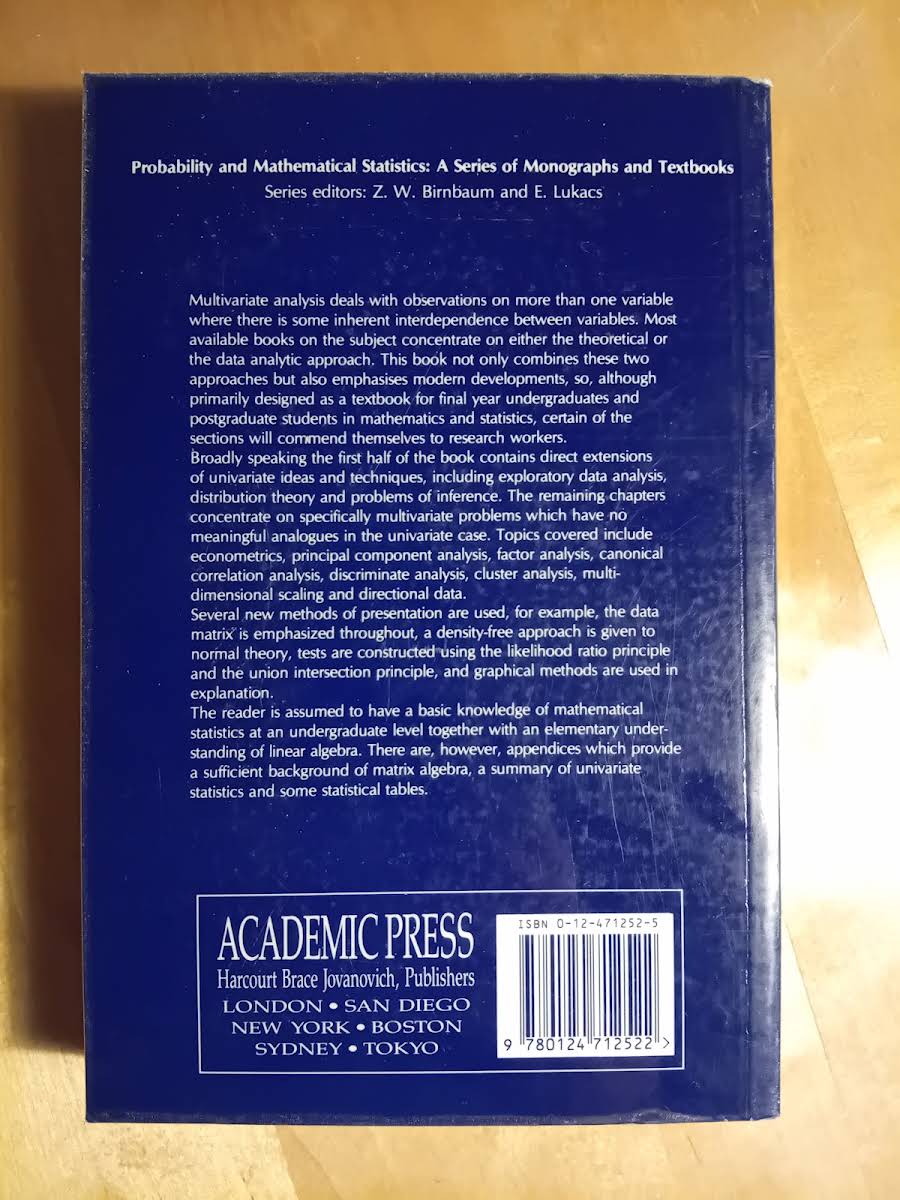 Probability and Mathematical Statistics: A Series of Monographs and Textbooks
Series editors: Z. W. Birnbaum and E. Lukacs
Multivariate analysis deals with observations on more than one variable
where there is some inherent interdependence between variables. Most
available books on the subject concentrate on either the theoretical or
the data analytic approach. This book not only combines these two
approaches but also emphasises modern developments, so, although
primarily designed as a textbook for final year undergraduates and
postgraduate students in mathematics and statistics, certain of the
sections will commend themselves to research workers.
Broadly speaking the first half of the book contains direct extensions
of univariate ideas and techniques, including exploratory data analysis,
distribution theory and problems of inference. The remaining chapters
concentrate on specifically multivariate problems which have no
meaningful analogues in the univariate case. Topics covered include
econometrics, principal component analysis, factor analysis, canonical
correlation analysis, discriminate analysis, cluster analysis, multi-
dimensional scaling and directional data.
Several new methods of presentation are used, for example, the data
matrix is emphasized throughout, a density-free approach is given to
normal theory, tests are constructed using the likelihood ratio principle
and the union intersection principle, and graphical methods are used in
explanation.
The reader is assumed to have a basic knowledge of mathematical
statistics at an undergraduate level together with an elementary under-
standing of linear algebra. There are, however, appendices which provide
a sufficient background of matrix algebra, a summary of univariate
statistics and some statistical tables.
ACADEMIC PRESS
Harcourt Brace Jovanovich, Publishers
LONDON • SAN DIEGO
NEW YORK • BOSTON
SYDNEY • TOKYO
ISBN 0-12-471252-5
9 780124 712522 >